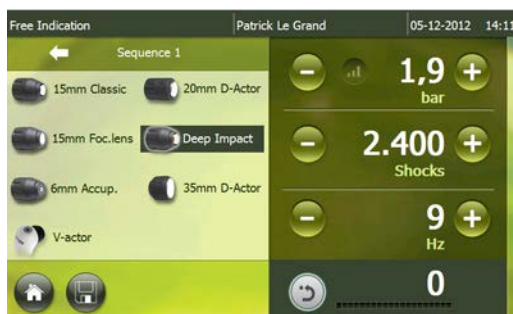 Free Indication Patrick Le Grand 05-12-2012 14:11
Sequence 1
15mm Classic 20mm D-Actor
15mm Foc.lens Deep Impact
6mm Accup. 35mm D-Actor
V-actor
1,9
bar
2.400
Shocks
9
Hz
0